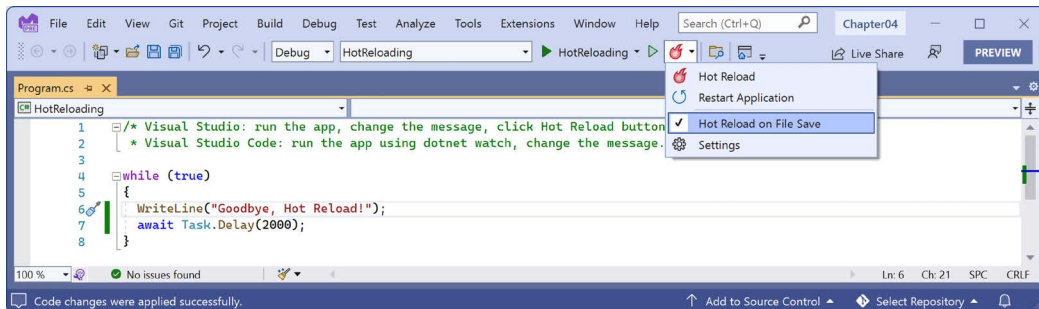 File Edit View Git Project Build Debug Test Analyze Tools Extensions Window Help Search (Ctrl+Q) Chapter04
Debug HotReloading HotReloading Live Share PREVIEW
Hot Reload
Restart Application
Hot Reload on File Save
Settings
Program.cs
HotReloading
1 /* Visual Studio: run the app, change the message, click Hot Reload button
2 * Visual Studio Code: run the app using dotnet watch, change the message.
3
4 while (true)
5 {
6 WriteLine("Goodbye, Hot Reload!");
7 await Task.Delay(2000);
8 }
100 % No issues found Ln: 6 Ch: 21 SPC CRLF
Code changes were applied successfully. Add to Source Control Select Repository